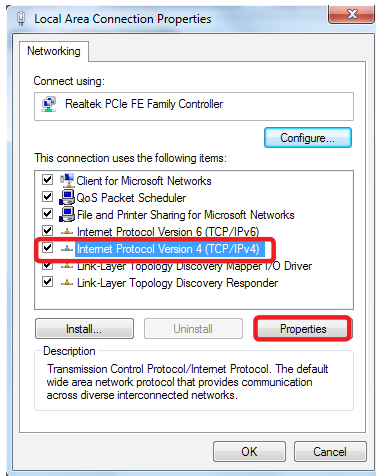 Local Area Connection Properties
Networking
Connect using:
Realtek PCIe FE Family Controller
Configure...
This connection uses the following items:
Client for Microsoft Networks
QoS Packet Scheduler
File and Printer Sharing for Microsoft Networks
Internet Protocol Version 6 (TCP/IPv6)
Internet Protocol Version 4 (TCP/IPv4)
Link-Layer Topology Discovery Mapper I/O Driver
Link-Layer Topology Discovery Responder
Install... Uninstall Properties
Description
Transmission Control Protocol/Internet Protocol. The default
wide area network protocol that provides communication
across diverse interconnected networks.
OK Cancel